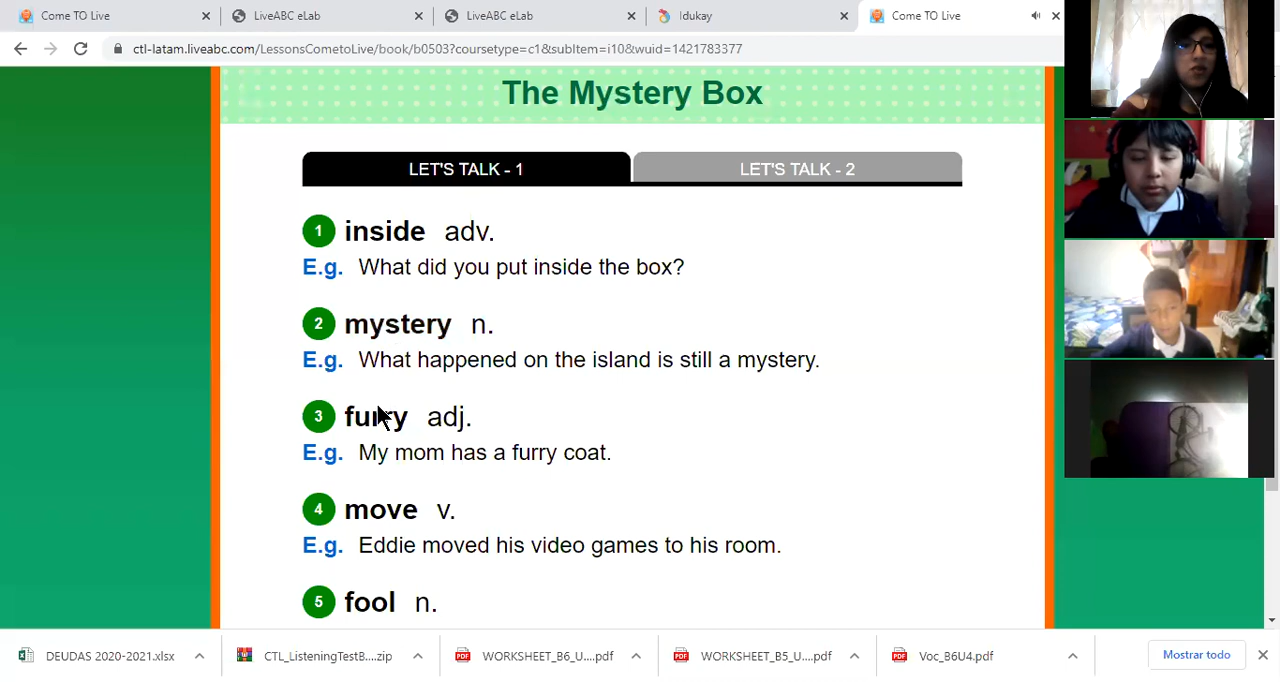 Come TO Live
LiveABC eLab
LiveABC eLab
Idukay
Come TO Live
ctl-latam.liveabc.com/LessonsCometoLive/book/b0503?coursetype=c1&subItem=i10&wuid=1421783377
The Mystery Box
LET'S TALK - 1
LET'S TALK - 2
1 inside adv.
E.g. What did you put inside the box?
2 mystery n.
E.g. What happened on the island is still a mystery.
3 furry adj.
E.g. My mom has a furry coat.
4 move v.
E.g. Eddie moved his video games to his room.
5 fool n.
DEUDAS 2020-2021.xlsx
CTL_ListeningTestB....zip
WORKSHEET_B6_U....pdf
WORKSHEET_B5_U....pdf
Voc_B6U4.pdf
Mostrar todo